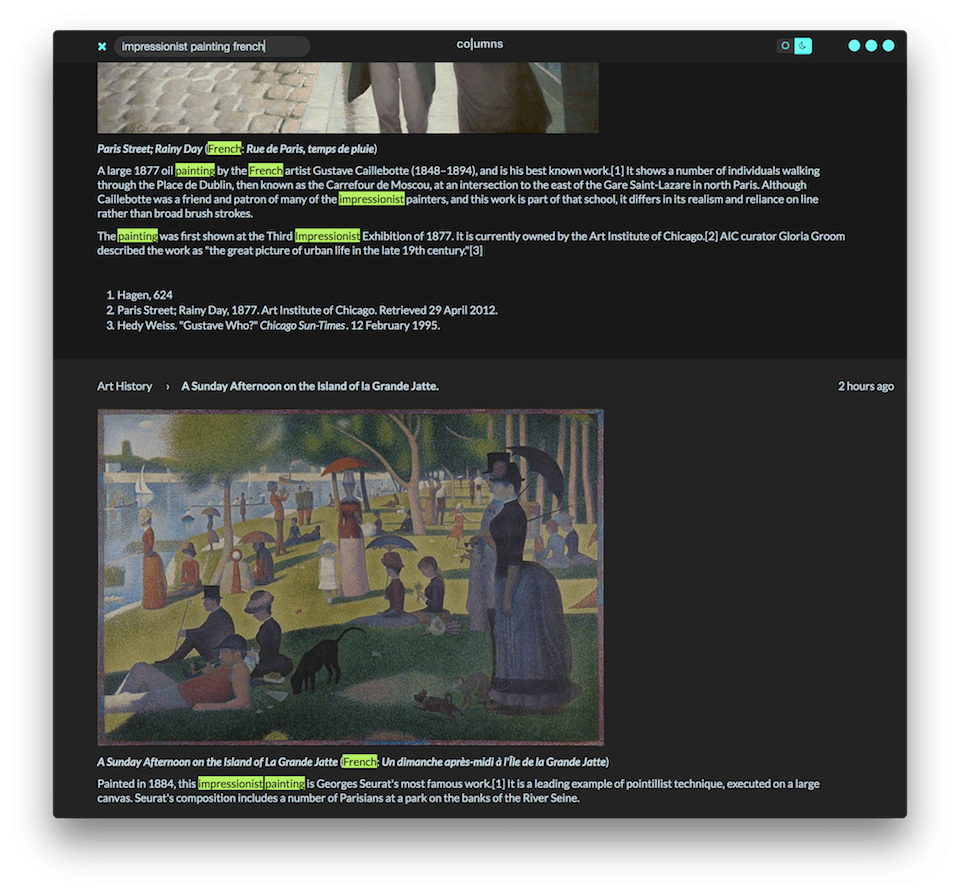 impressionist painting french
co|umns
Paris Street; Rainy Day (French: Rue de Paris, temps de pluie)
A large 1877 oil painting by the French artist Gustave Caillebotte (1848–1894), and is his best known work.[1] It shows a number of individuals walking
through the Place de Dublin, then known as the Carrefour de Moscou, at an intersection to the east of the Gare Saint-Lazare in north Paris. Although
Caillebotte was a friend and patron of many of the impressionist painters, and this work is part of that school, it differs in its realism and reliance on line
rather than broad brush strokes.
The painting was first shown at the Third Impressionist Exhibition of 1877. It is currently owned by the Art Institute of Chicago.[2] AIC curator Gloria Groom
described the work as "the great picture of urban life in the late 19th century."[3]
1. Hagen, 624
2. Paris Street; Rainy Day, 1877. Art Institute of Chicago. Retrieved 29 April 2012.
3. Hedy Weiss. "Gustave Who?" Chicago Sun-Times. 12 February 1995.
Art History › A Sunday Afternoon on the Island of la Grande Jatte. 2 hours ago
A Sunday Afternoon on the Island of La Grande Jatte (French: Un dimanche après-midi à l'Île de la Grande Jatte)
Painted in 1884, this impressionist painting is Georges Seurat's most famous work.[1] It is a leading example of pointillist technique, executed on a large
canvas. Seurat's composition includes a number of Parisians at a park on the banks of the River Seine.